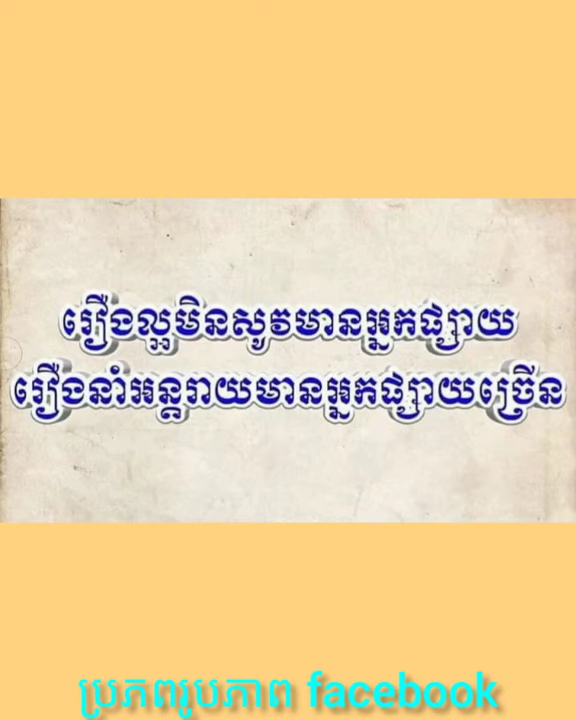 រឿងល្អមិនសូវមានអ្នកផ្សាយ
រឿងនាំអន្តរាយមានអ្នកផ្សាយច្រើន
ប្រភពរូបភាព facebook